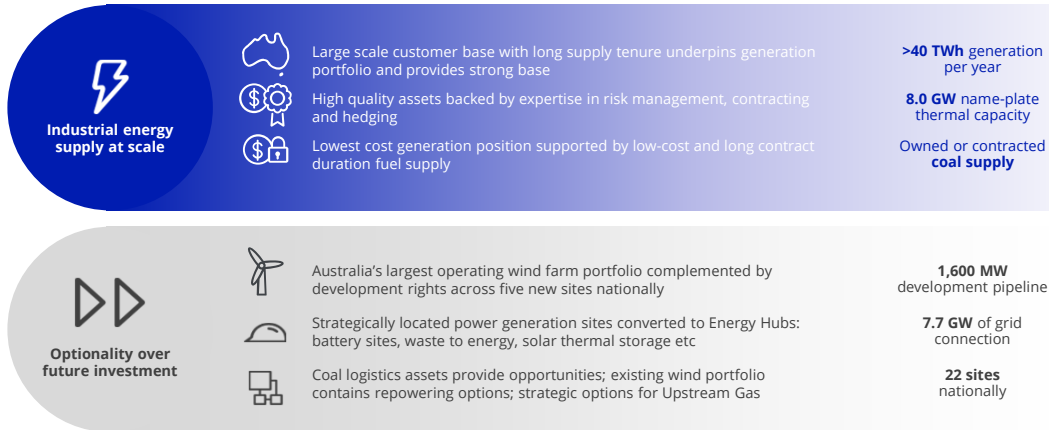 Industrial energy
supply at scale
Large scale customer base with long supply tenure underpins generation
portfolio and provides strong base
>40 TWh generation
per year
High quality assets backed by expertise in risk management, contracting
and hedging
8.0 GW name-plate
thermal capacity
Lowest cost generation position supported by low-cost and long contract
duration fuel supply
Owned or contracted
coal supply
Optionality over
future investment
Australia’s largest operating wind farm portfolio complemented by
development rights across five new sites nationally
1,600 MW
development pipeline
Strategically located power generation sites converted to Energy Hubs:
battery sites, waste to energy, solar thermal storage etc
7.7 GW of grid
connection
Coal logistics assets provide opportunities; existing wind portfolio
contains repowering options; strategic options for Upstream Gas
22 sites
nationally